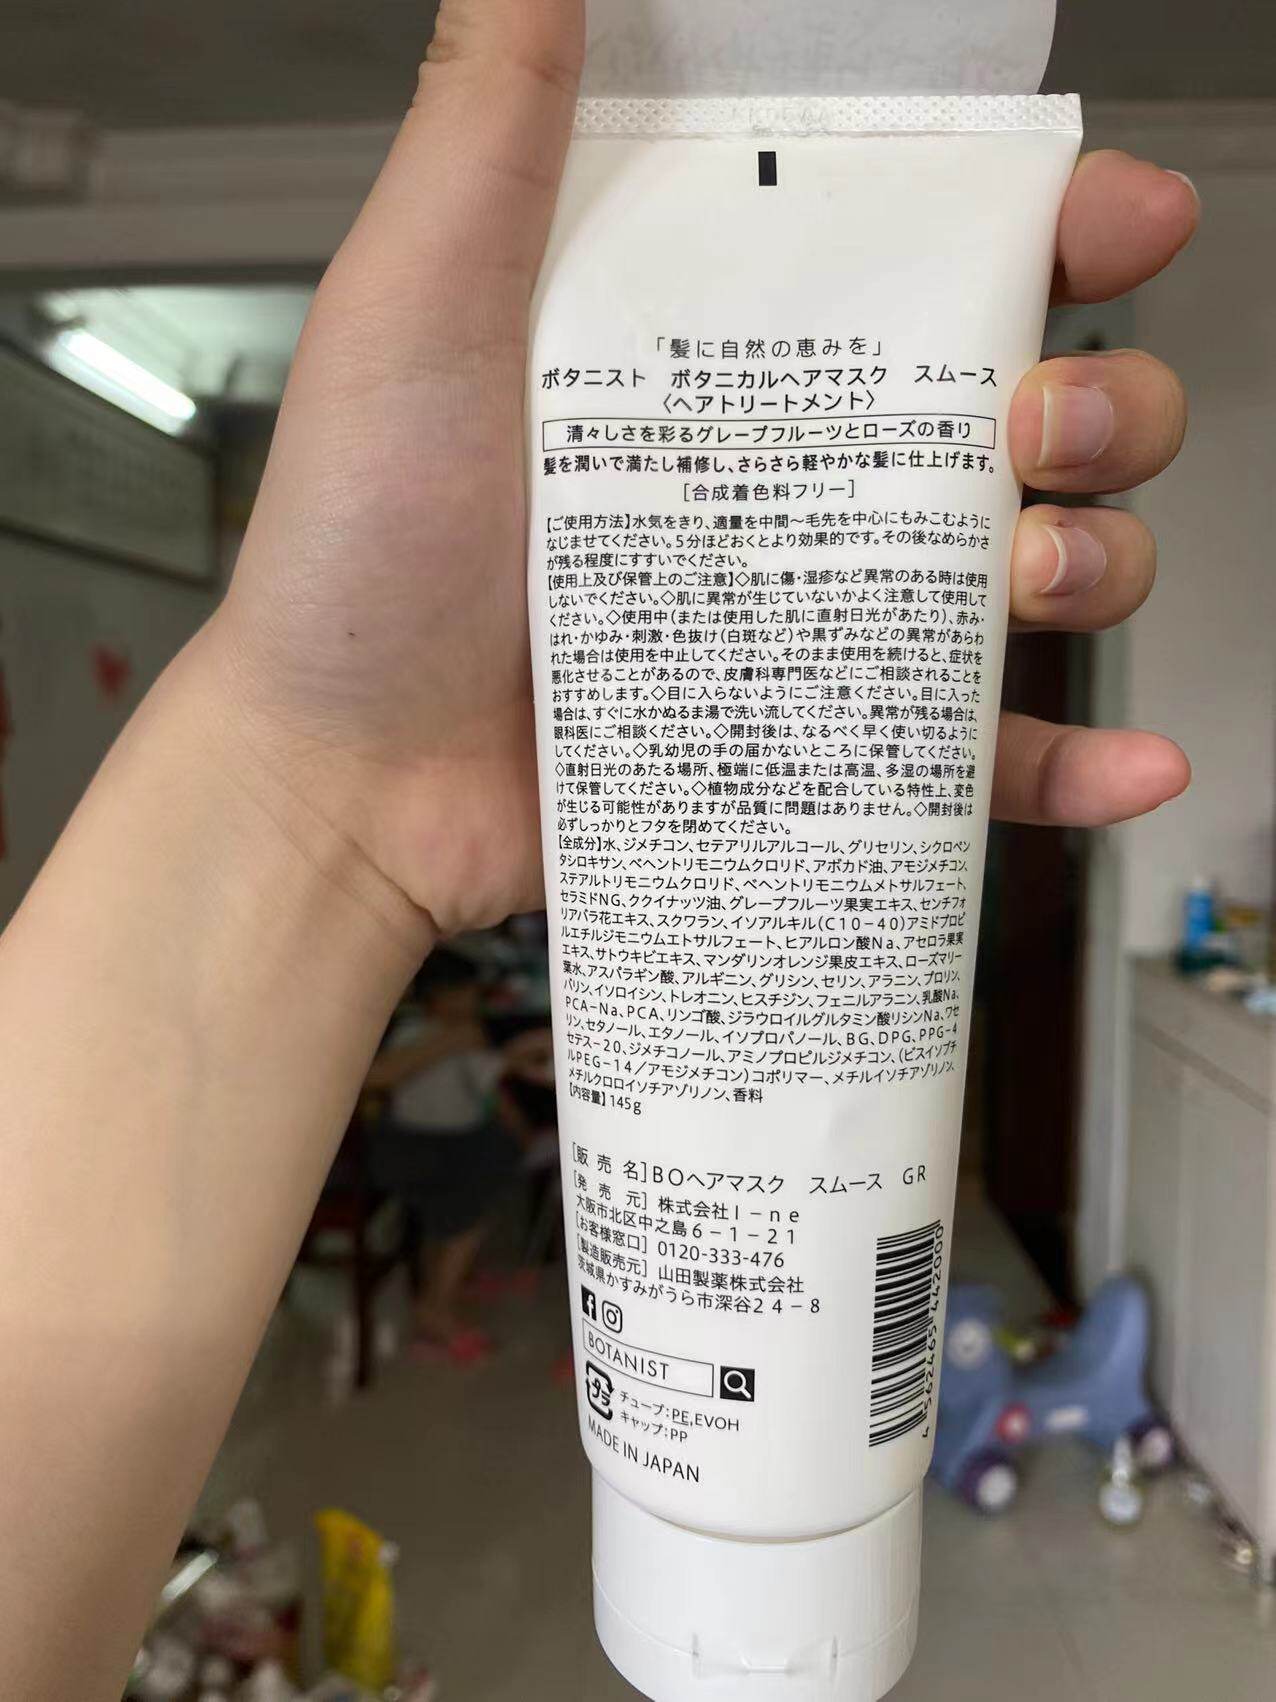 「髪に自然の恵みを」
ボタニスト ボタニカルヘアマスク スムース
〈ヘアトリートメント〉
清々しさを彩るグレープフルーツとローズの香り
髪を潤いで満たし補修し、さらさら軽やかな髪に仕上げます。
[合成着色料フリー]
【ご使用方法】水気をきり、適量を中間〜毛先を中心にもみこむように
なじませてください。5分ほどおくとより効果的です。その後なめらかさ
が残る程度にすすいでください。
【使用上及び保管上のご注意】◇肌に傷・湿疹など異常のある時は使用
しないでください。◇肌に異常が生じていないかよく注意して使用して
ください。◇使用中(または使用した肌に直射日光があたり)、赤み・
はれ・かゆみ・刺激・色抜け(白斑など)や黒ずみなどの異常があらわ
れた場合は使用を中止してください。そのまま使用を続けると、症状を
悪化させることがあるので、皮膚科専門医などにご相談されることを
おすすめします。◇目に入らないようにご注意ください。目に入った
場合は、すぐに水かぬるま湯で洗い流してください。異常が残る場合は、
眼科医にご相談ください。◇開封後は、なるべく早く使い切るように
してください。◇乳幼児の手の届かないところに保管してください。
◇直射日光のあたる場所、極端に低温または高温、多湿の場所を避
けて保管してください。◇植物成分などを配合している特性上、変色
が生じる可能性がありますが品質に問題はありません。◇開封後は
必ずしっかりとフタを閉めてください。
【全成分】水、ジメチコン、セテアリルアルコール、グリセリン、シクロペン
タシロキサン、ベヘントリモニウムクロリド、アボカド油、アモジメチコン、
ステアルトリモニウムクロリド、ベヘントリモニウムメトサルフェート、
セラミドNG、ククイナッツ油、グレープフルーツ果実エキス、センチフォ
リアバラ花エキス、スクワラン、イソアルキル(C10-40)アミドプロピ
ルエチルジモニウムエトサルフェート、ヒアルロン酸Na、アセロラ果実
エキス、サトウキビエキス、マンダリンオレンジ果皮エキス、ローズマリー
葉水、アスパラギン酸、アルギニン、グリシン、セリン、アラニン、プロリン、
バリン、イソロイシン、トレオニン、ヒスチジン、フェニルアラニン、乳酸Na、
PCA-Na、PCA、リンゴ酸、ジラウロイルグルタミン酸リシンNa、ワセ
リン、セタノール、エタノール、イソプロパノール、BG、DPG、PPG-4
セテス-20、ジメチコノール、アミノプロピルジメチコン、(ビスイソブチ
ルPEG-14/アモジメチコン)コポリマー、メチルイソチアゾリノン、
メチルクロロイソチアゾリノン、香料
【内容量】145g
[販売名]BOヘアマスク スムース GR
[発売元]株式会社I-ne
大阪市北区中之島6-1-21
[お客様窓口]0120-333-476
[製造販売元]山田製薬株式会社
茨城県かすみがうら市深谷24-8
BOTANIST
プラ
チューブ:PE,EVOH
キャップ:PP
MADE IN JAPAN
4 562465 442000